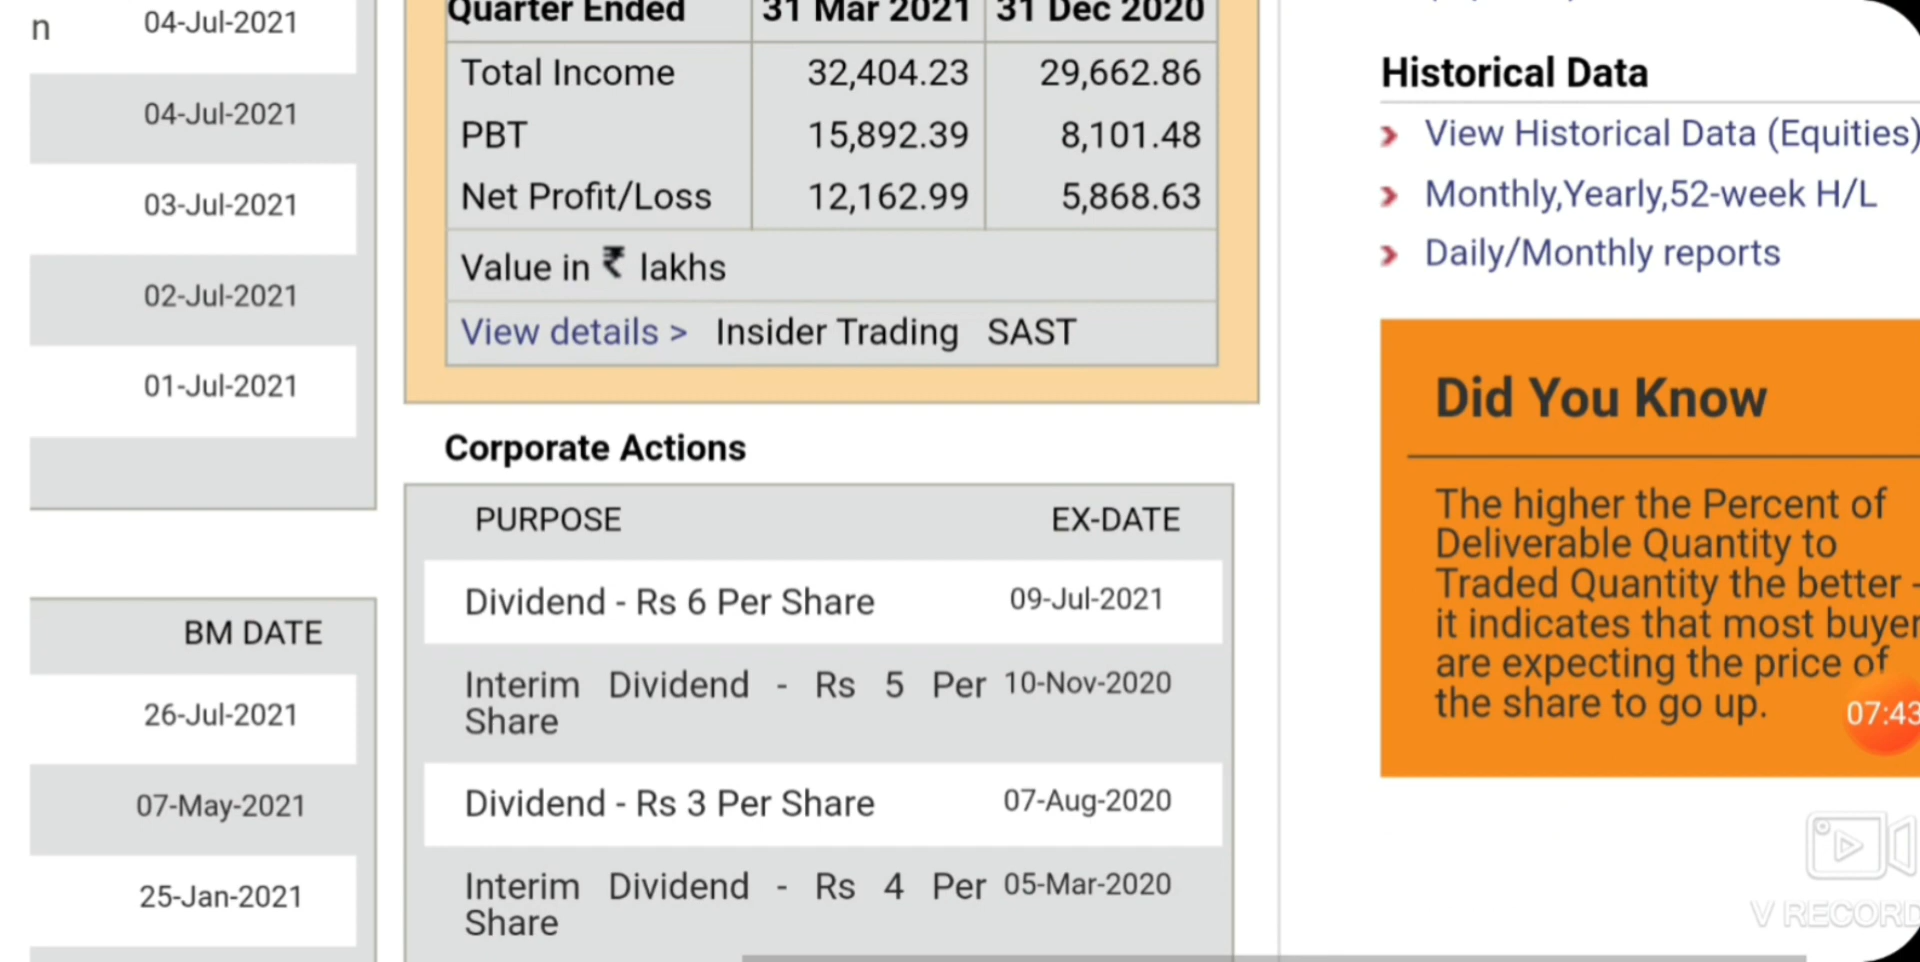 n 04-Jul-2021
04-Jul-2021
03-Jul-2021
02-Jul-2021
01-Jul-2021
BM DATE
26-Jul-2021
07-May-2021
25-Jan-2021
Quarter Ended 31 Mar 2021 31 Dec 2020
Total Income 32,404.23 29,662.86
PBT 15,892.39 8,101.48
Net Profit/Loss 12,162.99 5,868.63
Value in ₹ lakhs
View details > Insider Trading SAST
Corporate Actions
PURPOSE EX-DATE
Dividend - Rs 6 Per Share 09-Jul-2021
Interim Dividend - Rs 5 Per 10-Nov-2020
Share
Dividend - Rs 3 Per Share 07-Aug-2020
Interim Dividend - Rs 4 Per 05-Mar-2020
Share
Historical Data
View Historical Data (Equities)
Monthly,Yearly,52-week H/L
Daily/Monthly reports
Did You Know
The higher the Percent of
Deliverable Quantity to
Traded Quantity the better -
it indicates that most buyer
are expecting the price of
the share to go up.
07:43
V RECORD